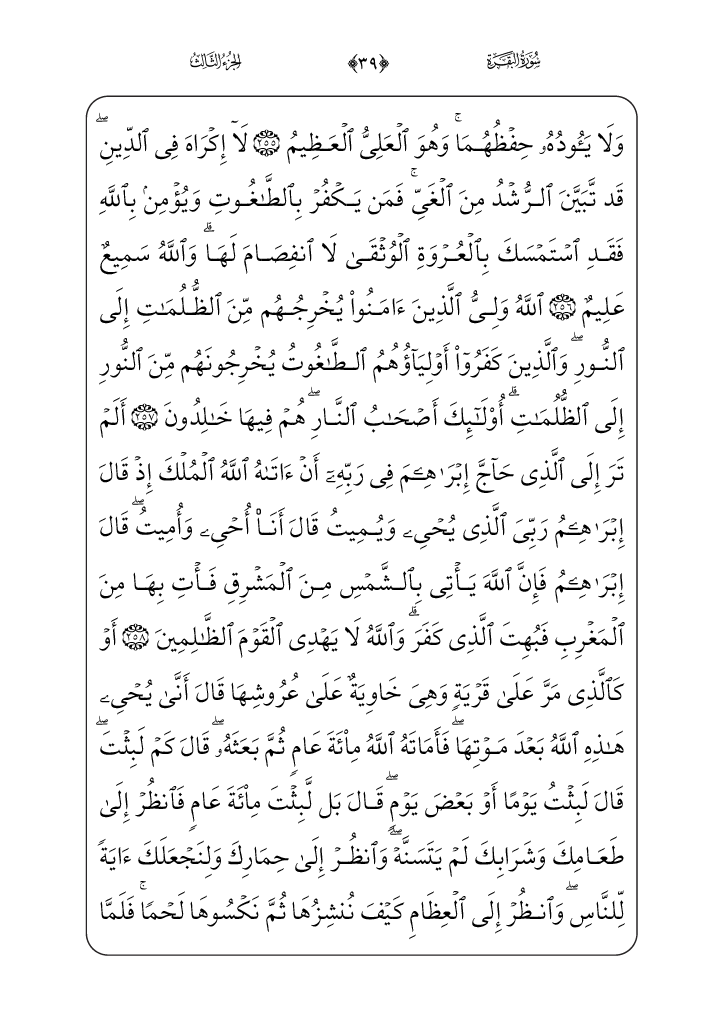 سُورَةُ البَقَرَةِ ﴿٣٩﴾ الجُزءُ الثَّالِثُ
وَلَا يَـُٔودُهُۥ حِفۡظُهُمَاۚ وَهُوَ ٱلۡعَلِيُّ ٱلۡعَظِيمُ ٢٥٥ لَآ إِكۡرَاهَ فِي ٱلدِّينِۖ
قَد تَّبَيَّنَ ٱلرُّشۡدُ مِنَ ٱلۡغَيِّۚ فَمَن يَكۡفُرۡ بِٱلطَّٰغُوتِ وَيُؤۡمِنۢ بِٱللَّهِ
فَقَدِ ٱسۡتَمۡسَكَ بِٱلۡعُرۡوَةِ ٱلۡوُثۡقَىٰ لَا ٱنفِصَامَ لَهَاۗ وَٱللَّهُ سَمِيعٌ
عَلِيمٌ ٢٥٦ ٱللَّهُ وَلِيُّ ٱلَّذِينَ ءَامَنُواْ يُخۡرِجُهُم مِّنَ ٱلظُّلُمَٰتِ إِلَى
ٱلنُّورِۖ وَٱلَّذِينَ كَفَرُوٓاْ أَوۡلِيَآؤُهُمُ ٱلطَّٰغُوتُ يُخۡرِجُونَهُم مِّنَ ٱلنُّورِ
إِلَى ٱلظُّلُمَٰتِۗ أُوْلَٰٓئِكَ أَصۡحَٰبُ ٱلنَّارِۖ هُمۡ فِيهَا خَٰلِدُونَ ٢٥٧ أَلَمۡ
تَرَ إِلَى ٱلَّذِي حَآجَّ إِبۡرَٰهِـۧمَ فِي رَبِّهِۦٓ أَنۡ ءَاتَىٰهُ ٱللَّهُ ٱلۡمُلۡكَ إِذۡ قَالَ
إِبۡرَٰهِـۧمُ رَبِّيَ ٱلَّذِي يُحۡيِۦ وَيُمِيتُ قَالَ أَنَا۠ أُحۡيِۦ وَأُمِيتُۖ قَالَ
إِبۡرَٰهِـۧمُ فَإِنَّ ٱللَّهَ يَأۡتِي بِٱلشَّمۡسِ مِنَ ٱلۡمَشۡرِقِ فَأۡتِ بِهَا مِنَ
ٱلۡمَغۡرِبِ فَبُهِتَ ٱلَّذِي كَفَرَۗ وَٱللَّهُ لَا يَهۡدِي ٱلۡقَوۡمَ ٱلظَّٰلِمِينَ ٢٥٨ أَوۡ
كَٱلَّذِي مَرَّ عَلَىٰ قَرۡيَةٖ وَهِيَ خَاوِيَةٌ عَلَىٰ عُرُوشِهَا قَالَ أَنَّىٰ يُحۡيِۦ
هَٰذِهِ ٱللَّهُ بَعۡدَ مَوۡتِهَاۖ فَأَمَاتَهُ ٱللَّهُ مِاْئَةَ عَامٖ ثُمَّ بَعَثَهُۥۖ قَالَ كَمۡ لَبِثۡتَۖ
قَالَ لَبِثۡتُ يَوۡمًا أَوۡ بَعۡضَ يَوۡمٖۖ قَالَ بَل لَّبِثۡتَ مِاْئَةَ عَامٖ فَٱنظُرۡ إِلَىٰ
طَعَامِكَ وَشَرَابِكَ لَمۡ يَتَسَنَّهۡۖ وَٱنظُرۡ إِلَىٰ حِمَارِكَ وَلِنَجۡعَلَكَ ءَايَةٗ
لِّلنَّاسِۖ وَٱنظُرۡ إِلَى ٱلۡعِظَامِ كَيۡفَ نُنشِزُهَا ثُمَّ نَكۡسُوهَا لَحۡمٗاۚ فَلَمَّا